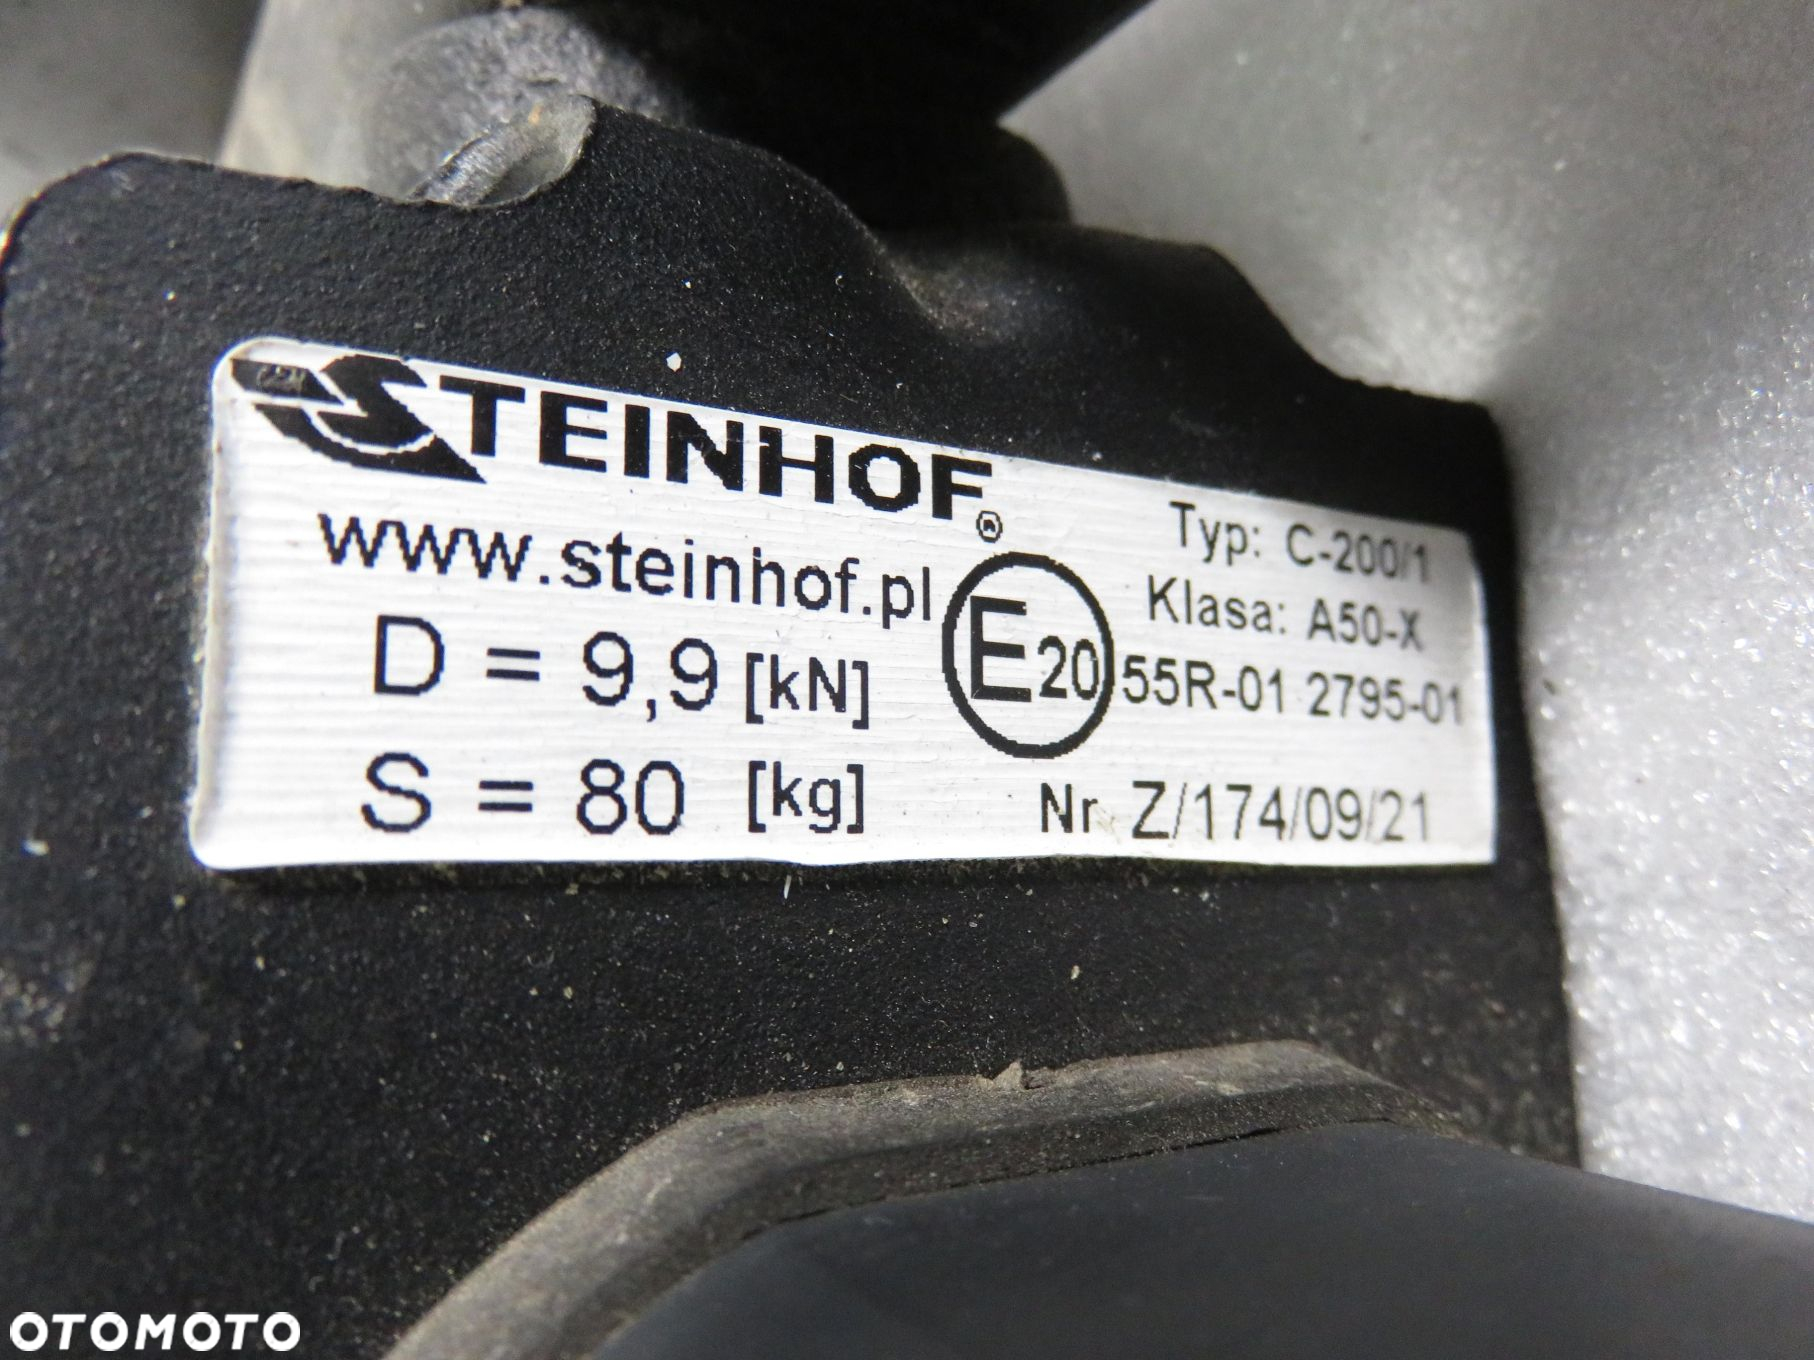 STEINHOF®
www.steinhof.pl
D = 9,9 [kN]
S = 80 [kg]
E20
Typ: C-200/1
Klasa: A50-X
55R-01 2795-01
Nr Z/174/09/21
OTOMOTO